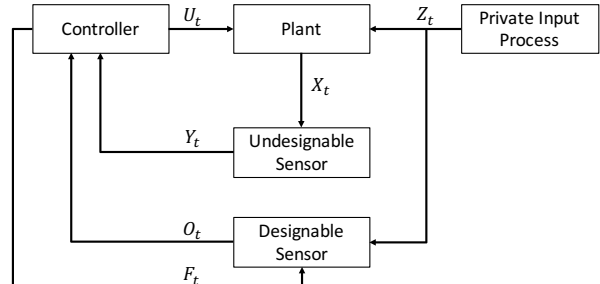 Controller
U_t
Plant
Z_t
Private Input
Process
X_t
Y_t
Undesignable
Sensor
O_t
Designable
Sensor
F_t